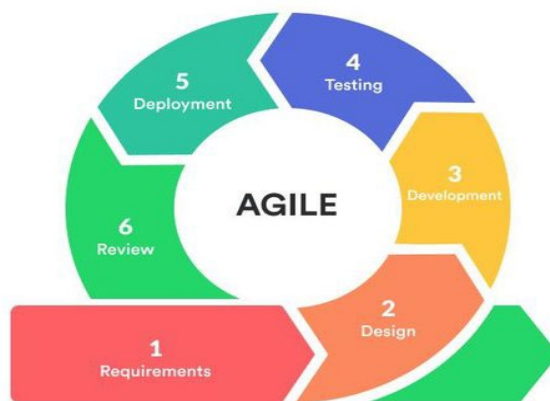 AGILE
1
Requirements
2
Design
3
Development
4
Testing
5
Deployment
6
Review